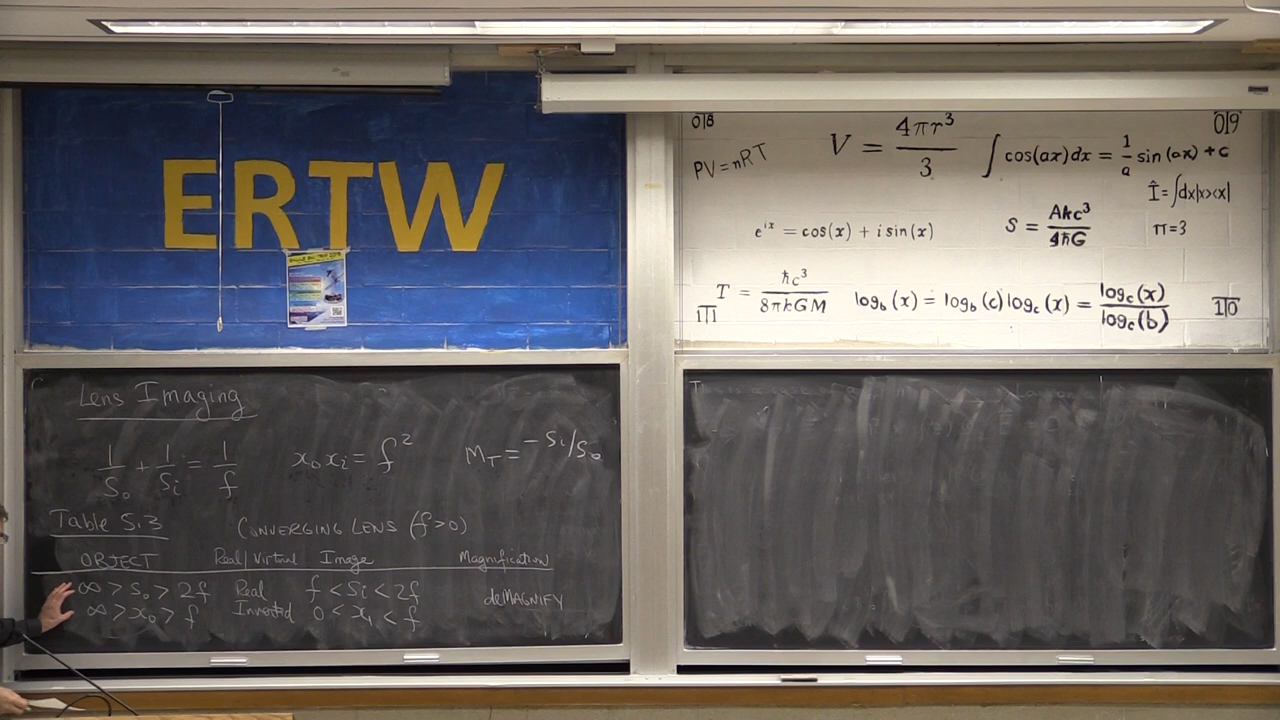 ERTW
018
019
PV = nRT
V = 4πr³/3
∫cos(ax)dx = 1/a sin(ax) + c
Î = ∫dx|x><x|
e^ix = cos(x) + i sin(x)
S = Akc³/4ħG
π=3
T = ħc³/8πkGM
log_b(x) = log_b(c) log_c(x) = log_c(x)/log_c(b)
1T1
1T0
Lens Imaging
1/S_o + 1/S_i = 1/f
x_o x_i = f²
M_T = -S_i/S_o
Table 5.3
CONVERGING LENS (f>0)
OBJECT Real/Virtual Image Magnification
∞ > S_o > 2f Real f < S_i < 2f deMAGNIFY
∞ > x_o > f Inverted 0 < x_i < f